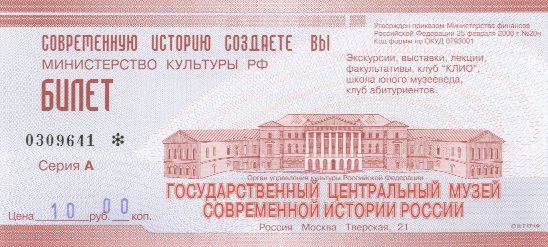 СОВРЕМЕННУЮ ИСТОРИЮ СОЗДАЕТЕ ВЫ
МИНИСТЕРСТВО КУЛЬТУРЫ РФ
БИЛЕТ
0309641 *
Серия А
Утвержден приказом Министерства финансов
Российской Федерации 25 февраля 2000 г №20н
Код формы по ОКУД 0793001
Экскурсии, выставки, лекции,
факультативы, клуб "КЛИО",
школа юного музееведа,
клуб абитуриентов.
Орган управления культуры Российской Федерации
ГОСУДАРСТВЕННЫЙ ЦЕНТРАЛЬНЫЙ МУЗЕЙ
СОВРЕМЕННОЙ ИСТОРИИ РОССИИ
Россия Москва Тверская, 21
Цена 10 руб. 00 коп.